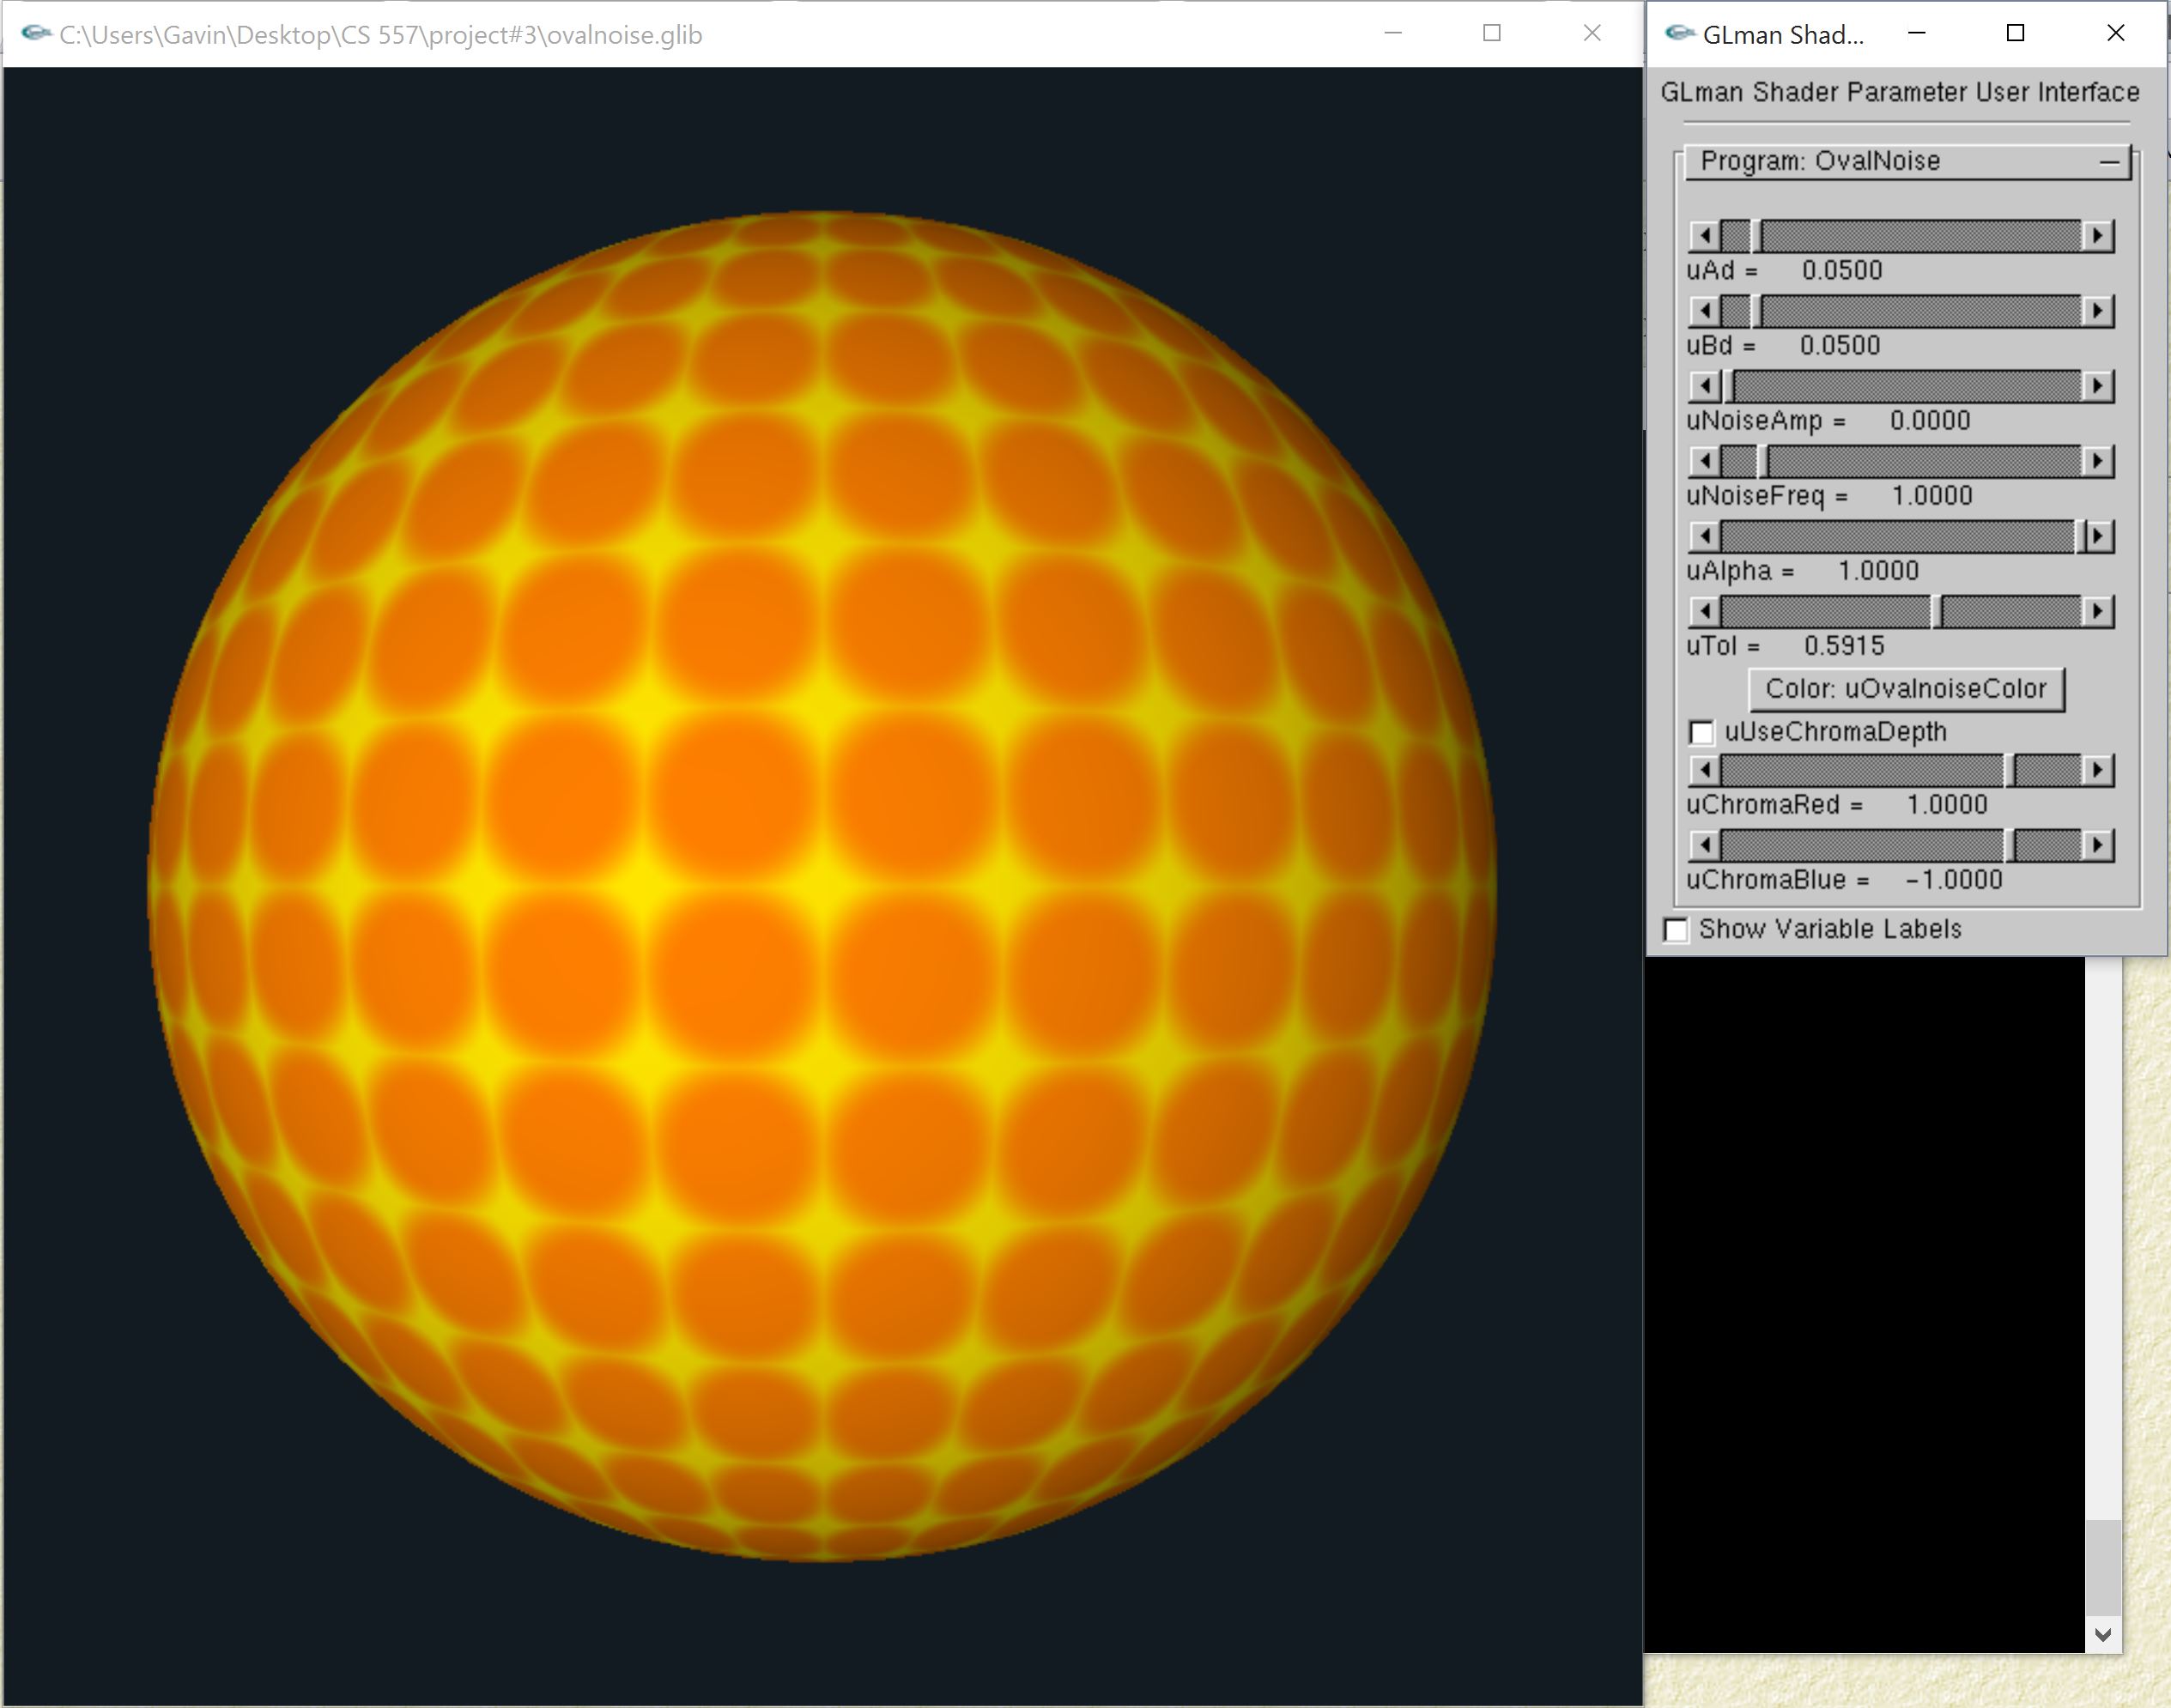 C:\Users\Gavin\Desktop\CS 557\project#3\ovalnoise.glib
GLman Shad...
GLman Shader Parameter User Interface
Program: OvalNoise
uAd = 0.0500
uBd = 0.0500
uNoiseAmp = 0.0000
uNoiseFreq = 1.0000
uAlpha = 1.0000
uTol = 0.5915
Color: uOvalnoiseColor
uUseChromaDepth
uChromaRed = 1.0000
uChromaBlue = -1.0000
Show Variable Labels